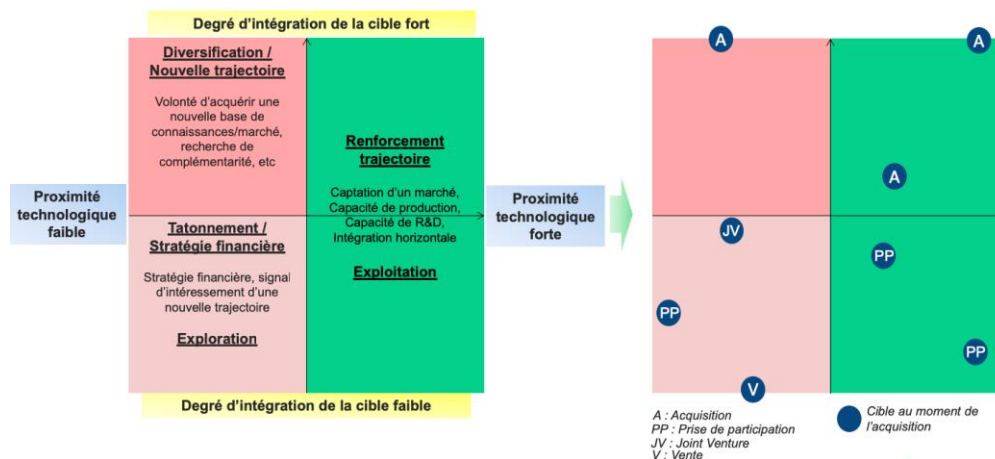 Degré d'intégration de la cible fort
Diversification /
Nouvelle trajectoire
Volonté d'acquérir une
nouvelle base de
connaissances/marché,
recherche de
complémentarité, etc
Renforcement
trajectoire
Captation d'un marché,
Capacité de production,
Capacité de R&D,
Intégration horizontale
Exploitation
Proximité
technologique
faible
Proximité
technologique
forte
Tatonnement /
Stratégie financière
Stratégie financière, signal
d'intéressement d'une
nouvelle trajectoire
Exploration
Degré d'intégration de la cible faible
A
A
A
JV
PP
PP
PP
V
A : Acquisition
PP : Prise de participation
JV : Joint Venture
V : Vente
Cible au moment de
l'acquisition